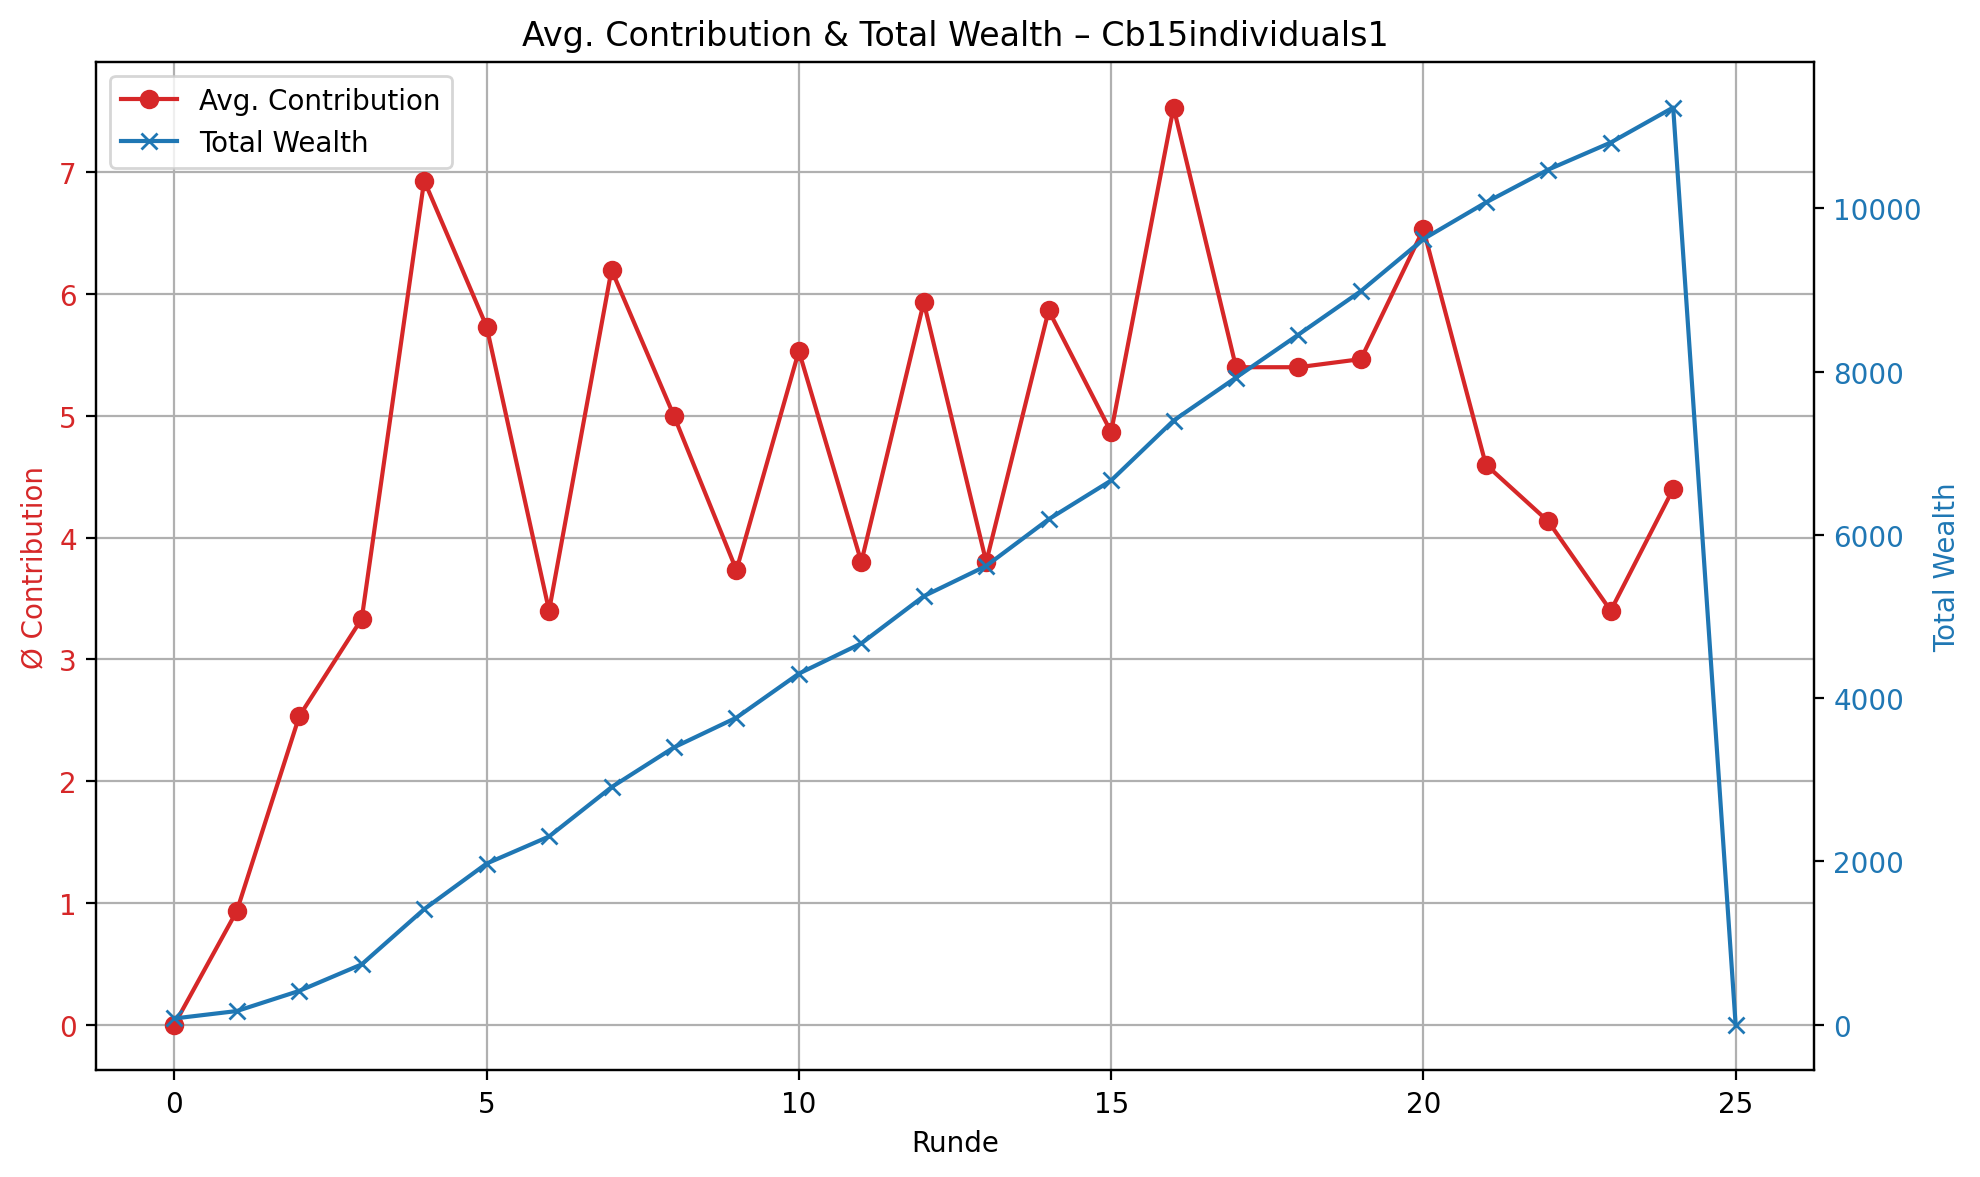 Avg. Contribution & Total Wealth – Cb15individuals1
Avg. Contribution
Total Wealth
Ø Contribution
7
6
5
4
3
2
1
0
10000
8000
6000
4000
2000
0
Total Wealth
0 5 10 15 20 25
Runde